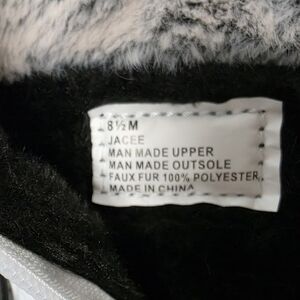 8½M
JACEE
MAN MADE UPPER
MAN MADE OUTSOLE
FAUX FUR 100% POLYESTER
MADE IN CHINA